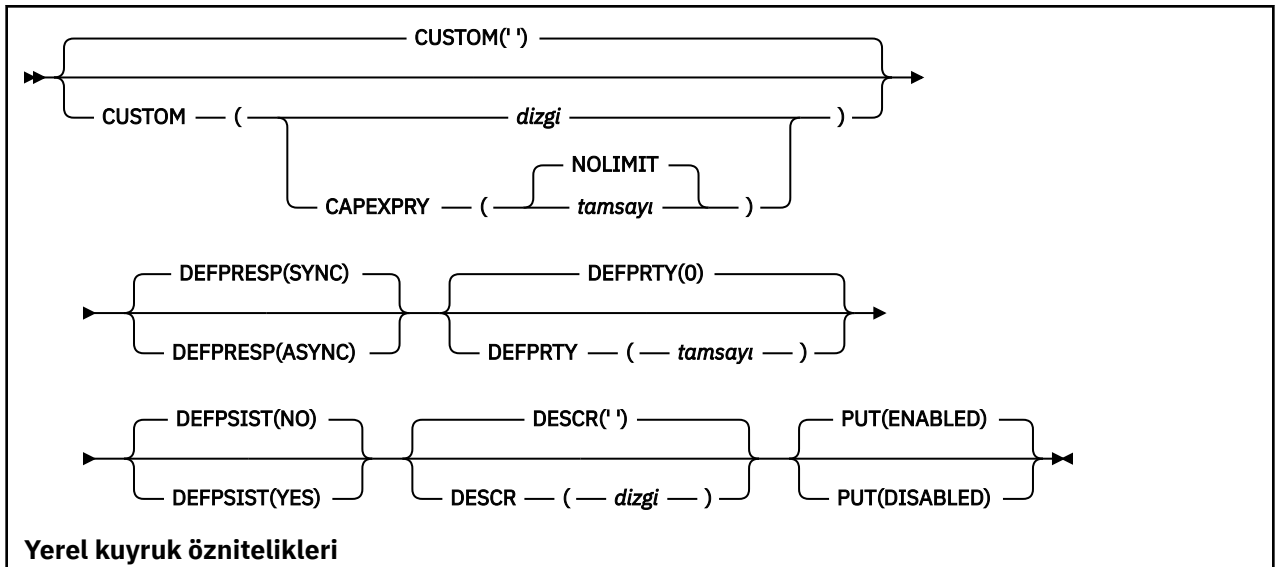 CUSTOM(' ')
CUSTOM ( dizgi )
NOLIMIT
CAPEXPRY ( tamsayı )
DEFPRESP(SYNC) DEFPRTY(0)
DEFPRESP(ASYNC) DEFPRTY ( tamsayı )
DEFPSIST(NO) DESCR(' ') PUT(ENABLED)
DEFPSIST(YES) DESCR ( dizgi ) PUT(DISABLED)
Yerel kuyruk öznitelikleri